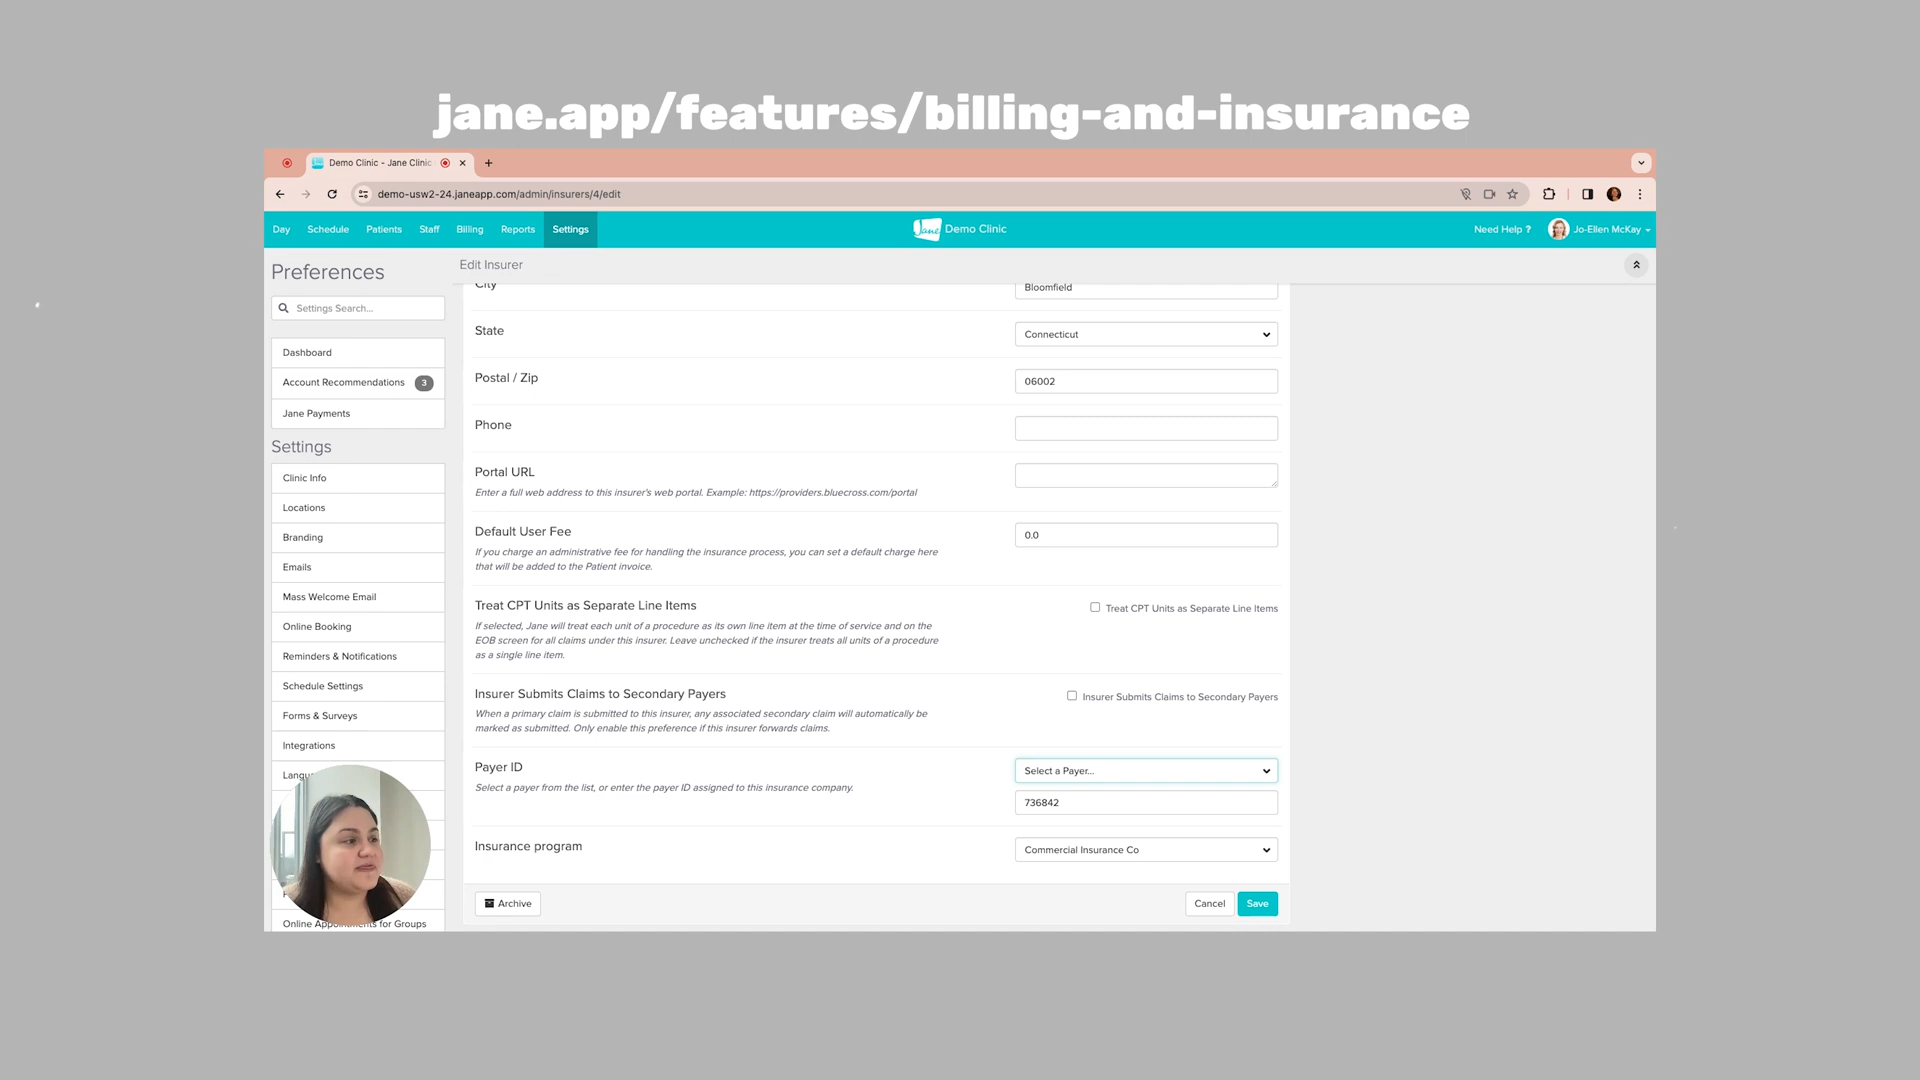 jane.app/features/billing-and-insurance
Demo Clinic - Jane Clinic
demo-usw2-24.janeapp.com/admin/insurers/4/edit
Day Schedule Patients Staff Billing Reports Settings
Jane Demo Clinic
Need Help ? Jo-Ellen McKay
Preferences
Settings Search...
Dashboard
Account Recommendations 3
Jane Payments
Settings
Clinic Info
Locations
Branding
Emails
Mass Welcome Email
Online Booking
Reminders & Notifications
Schedule Settings
Forms & Surveys
Integrations
Online Appointments for Groups
Edit Insurer
City Bloomfield
State Connecticut
Postal / Zip 06002
Phone
Portal URL
Enter a full web address to this insurer's web portal. Example: https://providers.bluecross.com/portal
Default User Fee 0.0
If you charge an administrative fee for handling the insurance process, you can set a default charge here
that will be added to the Patient invoice.
Treat CPT Units as Separate Line Items Treat CPT Units as Separate Line Items
If selected, Jane will treat each unit of a procedure as its own line item at the time of service and on the
EOB screen for all claims under this insurer. Leave unchecked if the insurer treats all units of a procedure
as a single line item.
Insurer Submits Claims to Secondary Payers Insurer Submits Claims to Secondary Payers
When a primary claim is submitted to this insurer, any associated secondary claim will automatically be
marked as submitted. Only enable this preference if this insurer forwards claims.
Payer ID Select a Payer...
Select a payer from the list, or enter the payer ID assigned to this insurance company.
736842
Insurance program Commercial Insurance Co
Archive Cancel Save